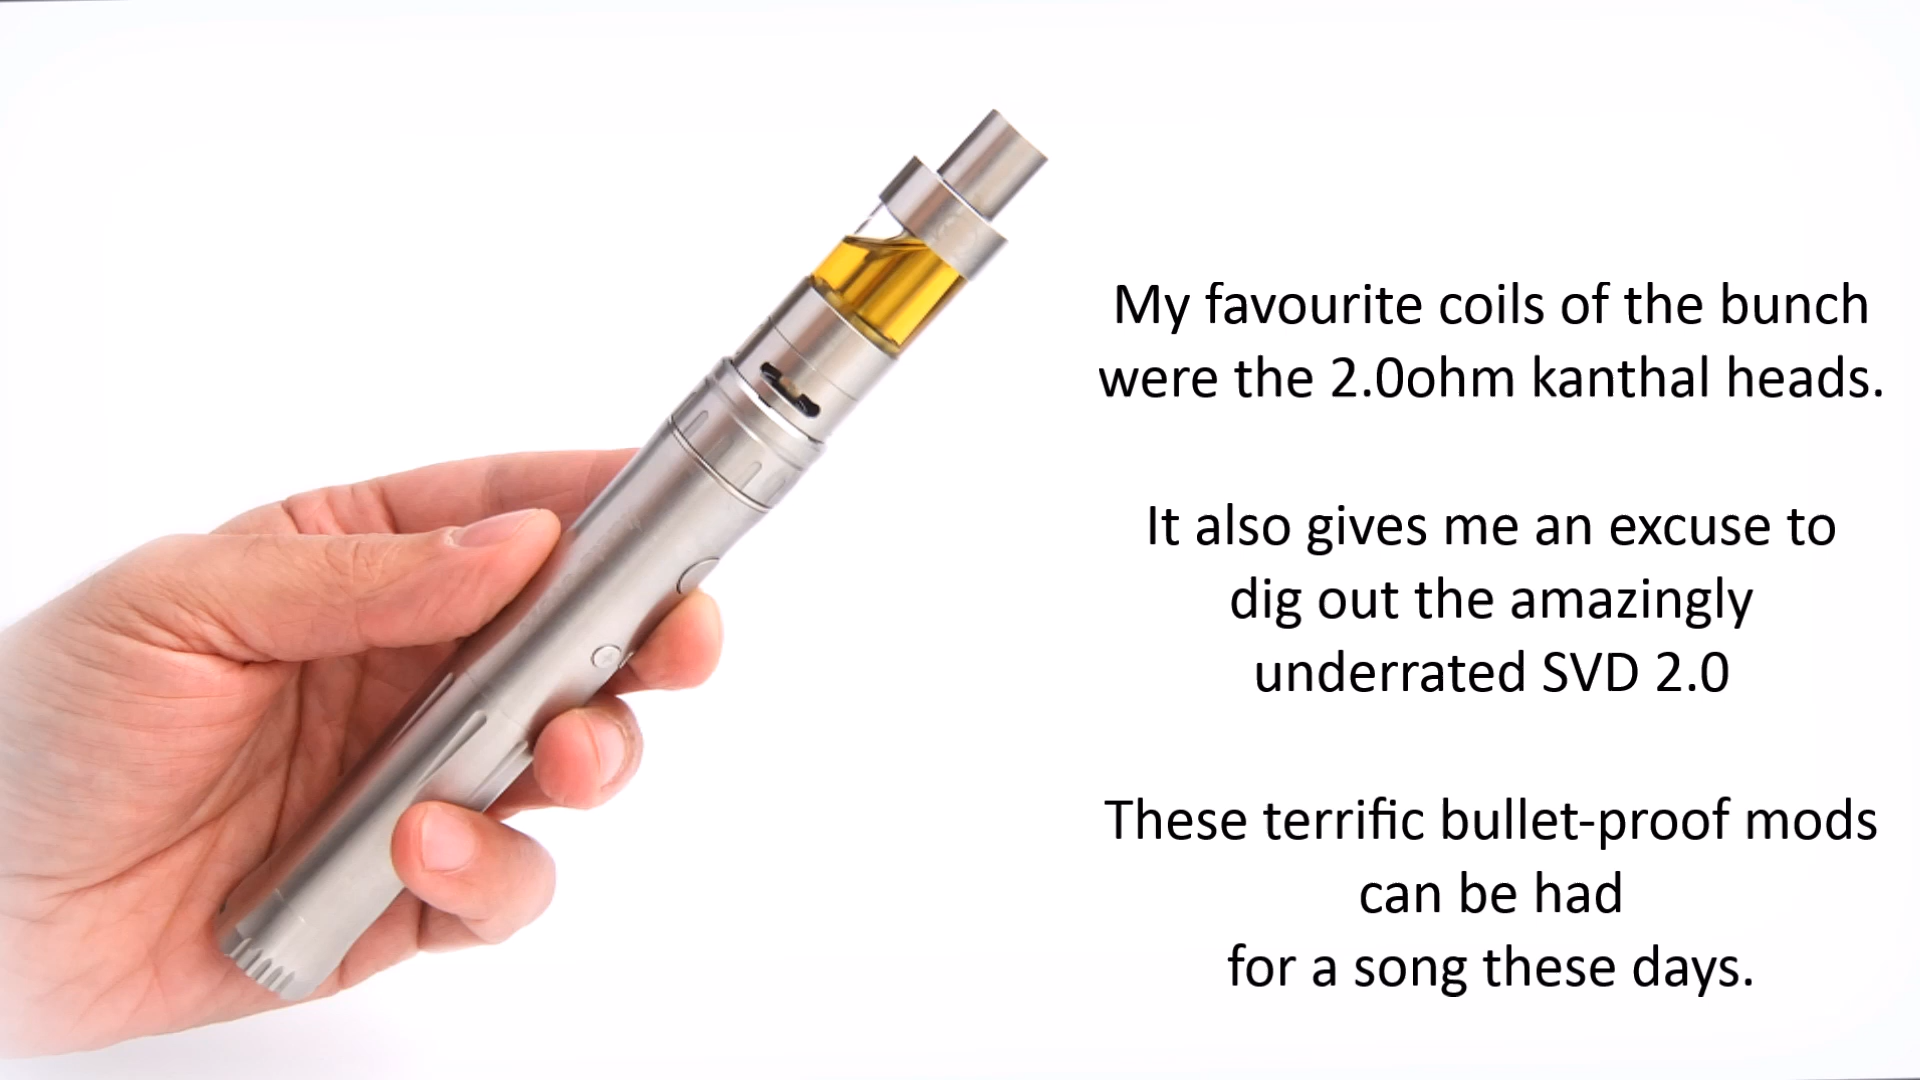 My favourite coils of the bunch
were the 2.0ohm kanthal heads.
It also gives me an excuse to
dig out the amazingly
underrated SVD 2.0
These terrific bullet-proof mods
can be had
for a song these days.